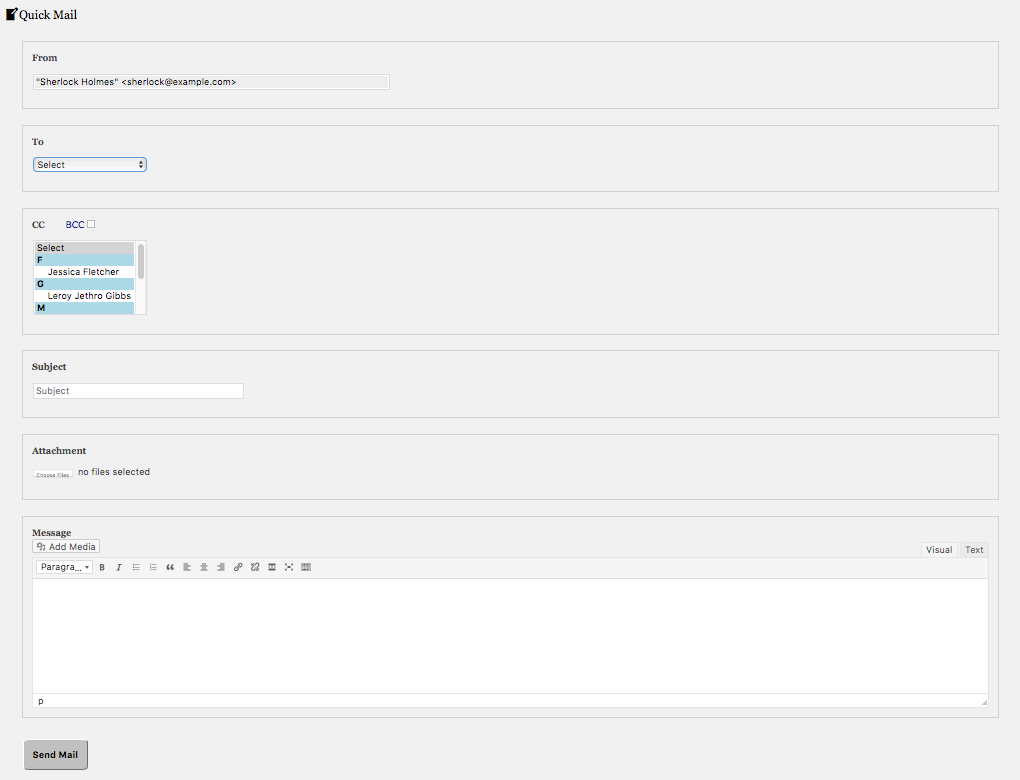 Quick Mail
From
"Sherlock Holmes" <sherlock@example.com>
To
Select
CC BCC
Select
F
Jessica Fletcher
G
Leroy Jethro Gibbs
M
Subject
Subject
Attachment
Choose Files no files selected
Message
Add Media
Visual Text
Paragra... B I
p
Send Mail